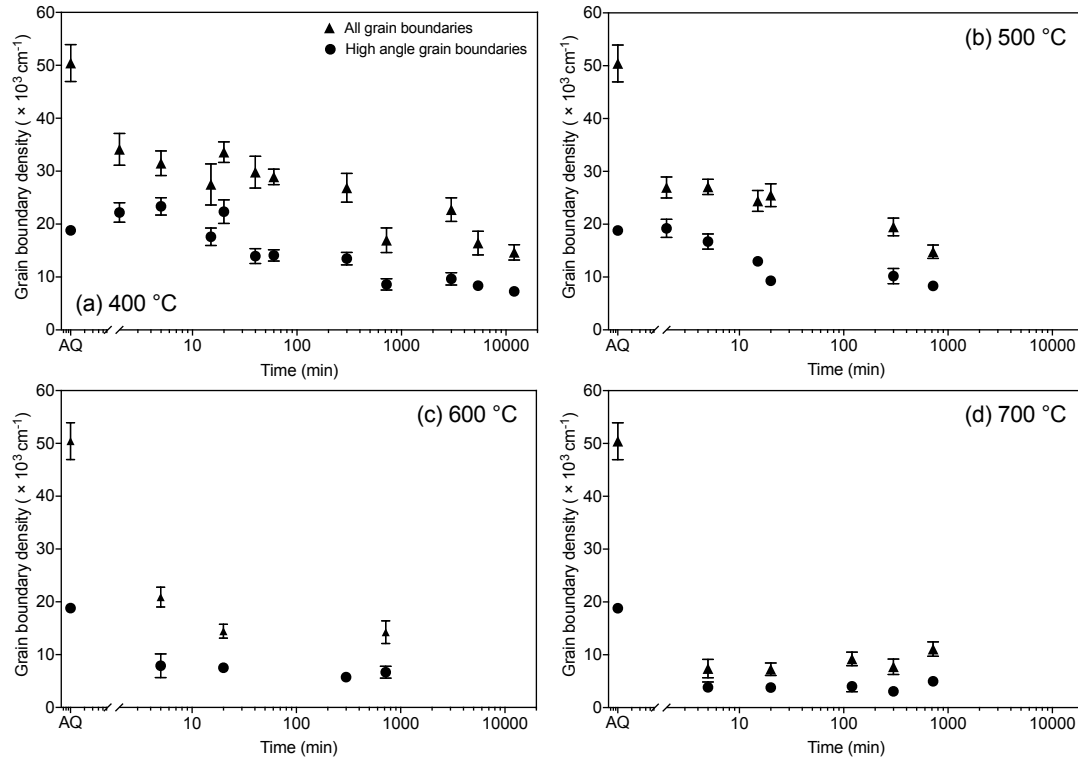 All grain boundaries
High angle grain boundaries
Grain boundary density ( × 10³ cm⁻¹)
60
50
40
30
20
10
0
(a) 400 °C
AQ 10 100 1000 10000
Time (min)
(b) 500 °C
Grain boundary density ( × 10³ cm⁻¹)
60
50
40
30
20
10
0
AQ 10 100 1000 10000
Time (min)
(c) 600 °C
Grain boundary density ( × 10³ cm⁻¹)
60
50
40
30
20
10
0
AQ 10 100 1000 10000
Time (min)
(d) 700 °C
Grain boundary density ( × 10³ cm⁻¹)
60
50
40
30
20
10
0
AQ 10 100 1000 10000
Time (min)